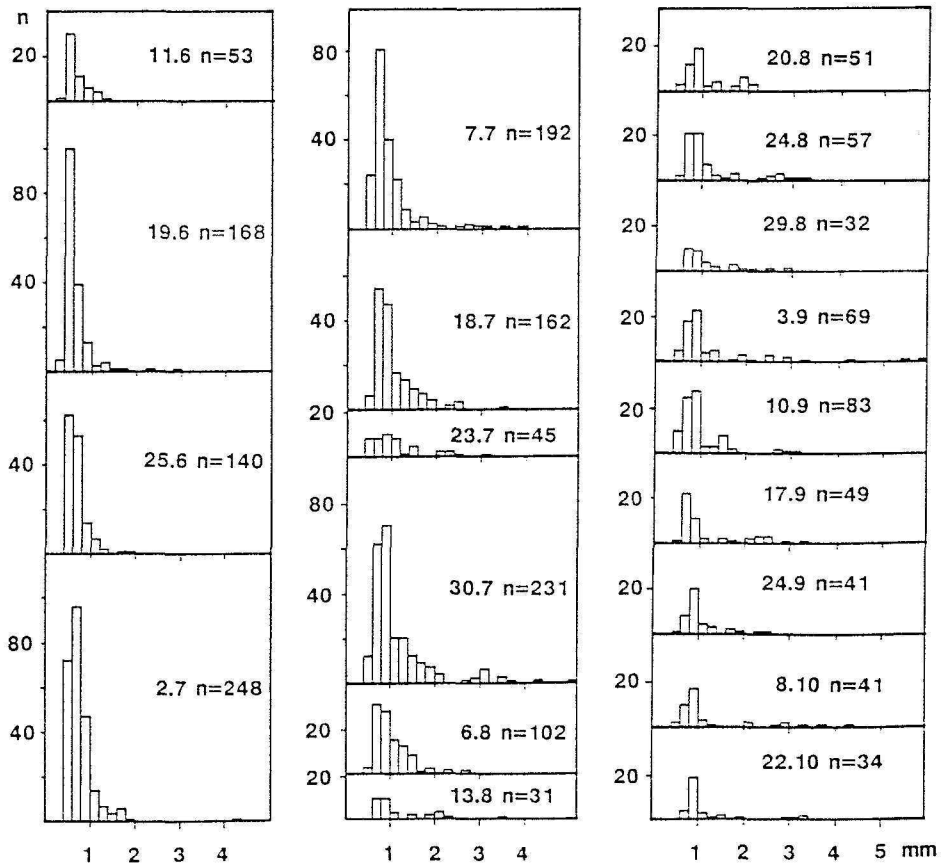 n
20
11.6 n=53
80
19.6 n=168
40
40
25.6 n=140
80
2.7 n=248
40
1 2 3 4
80
7.7 n=192
40
40
18.7 n=162
20
23.7 n=45
80
30.7 n=231
40
20
6.8 n=102
20
13.8 n=31
1 2 3 4
20
20.8 n=51
20
24.8 n=57
20
29.8 n=32
20
3.9 n=69
20
10.9 n=83
20
17.9 n=49
20
24.9 n=41
20
8.10 n=41
20
22.10 n=34
1 2 3 4 5 mm